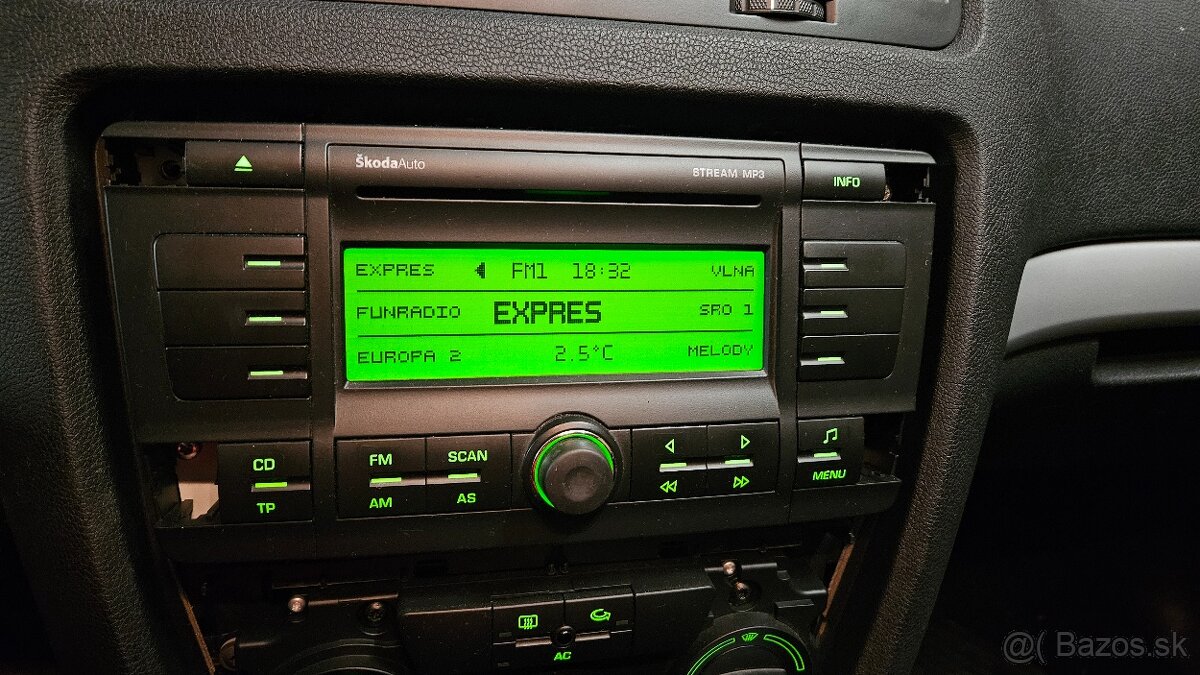 ŠkodaAuto
STREAM MP3
INFO
EXPRES FM1 18:32 VLNA
FUNRADIO EXPRES SRO 1
EUROPA 2 2.5°C MELODY
CD
TP
FM
AM
SCAN
AS
MENU
AC
@( Bazos.sk